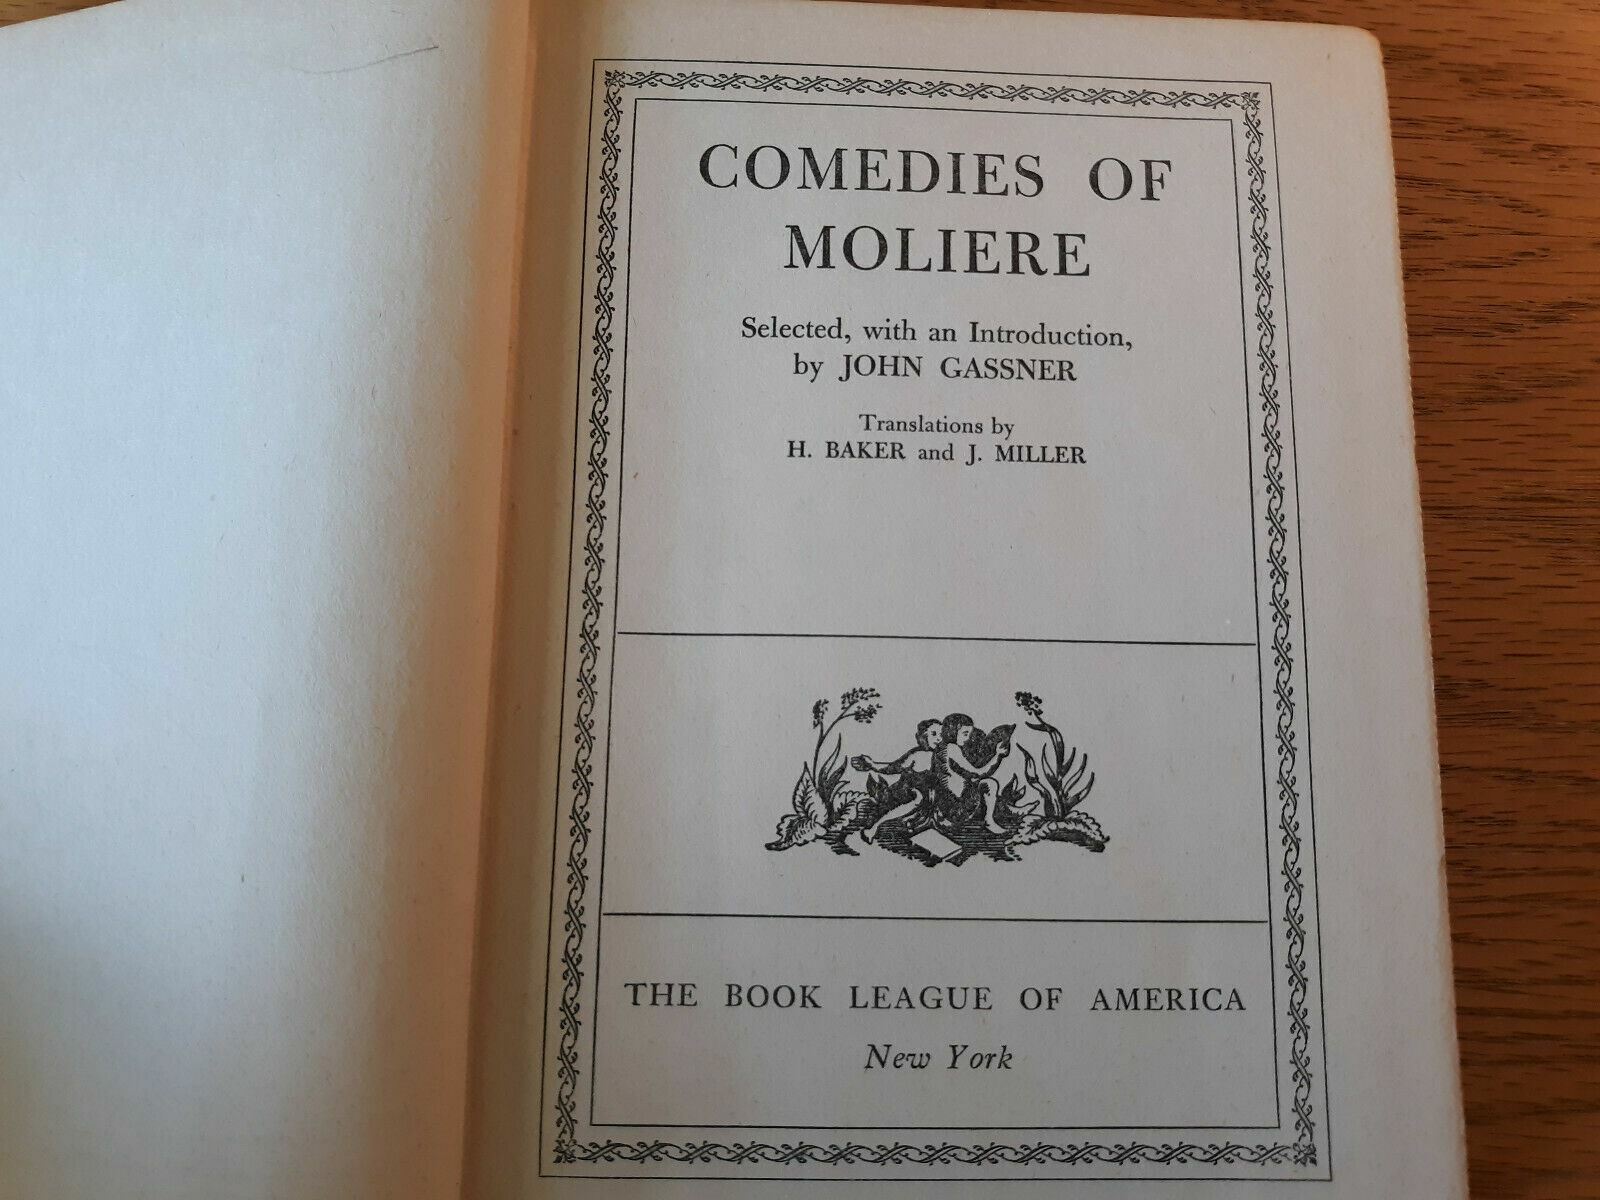 COMEDIES OF
MOLIERE
Selected, with an Introduction,
by JOHN GASSNER
Translations by
H. BAKER and J. MILLER
THE BOOK LEAGUE OF AMERICA
New York